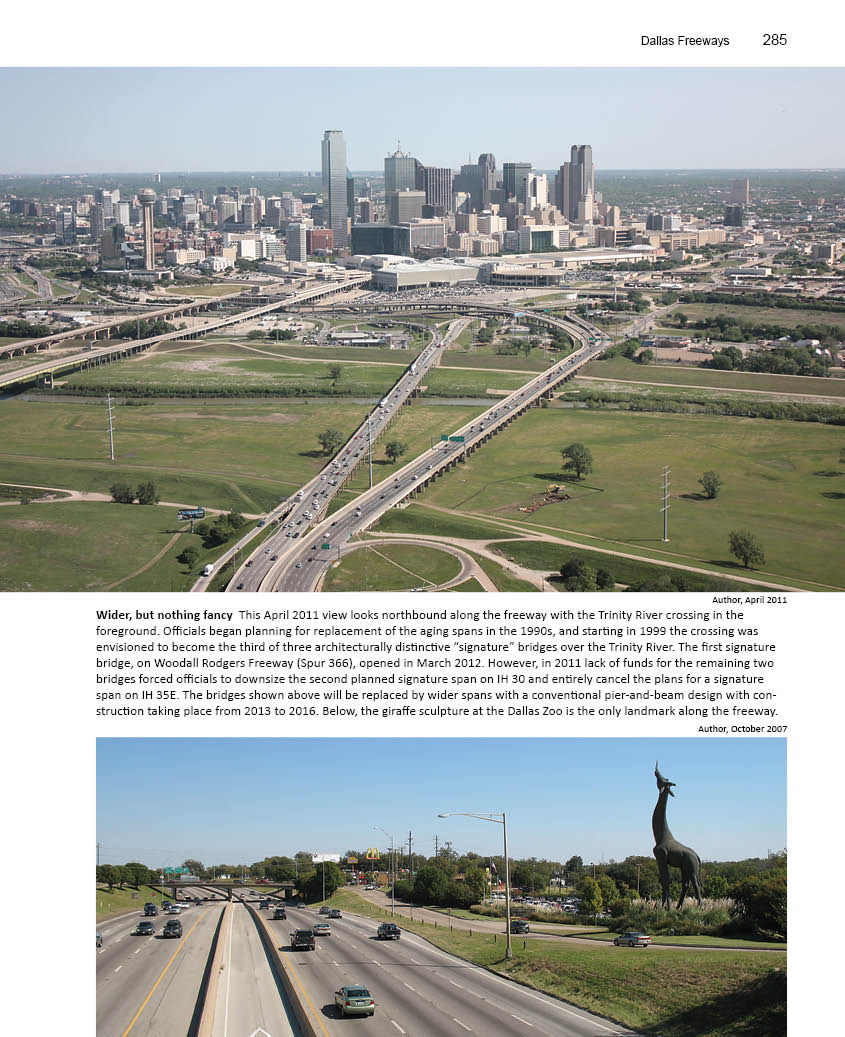 Dallas Freeways 285
Author, April 2011
Wider, but nothing fancy This April 2011 view looks northbound along the freeway with the Trinity River crossing in the
foreground. Officials began planning for replacement of the aging spans in the 1990s, and starting in 1999 the crossing was
envisioned to become the third of three architecturally distinctive “signature” bridges over the Trinity River. The first signature
bridge, on Woodall Rodgers Freeway (Spur 366), opened in March 2012. However, in 2011 lack of funds for the remaining two
bridges forced officials to downsize the second planned signature span on IH 30 and entirely cancel the plans for a signature
span on IH 35E. The bridges shown above will be replaced by wider spans with a conventional pier-and-beam design with con-
struction taking place from 2013 to 2016. Below, the giraffe sculpture at the Dallas Zoo is the only landmark along the freeway.
Author, October 2007